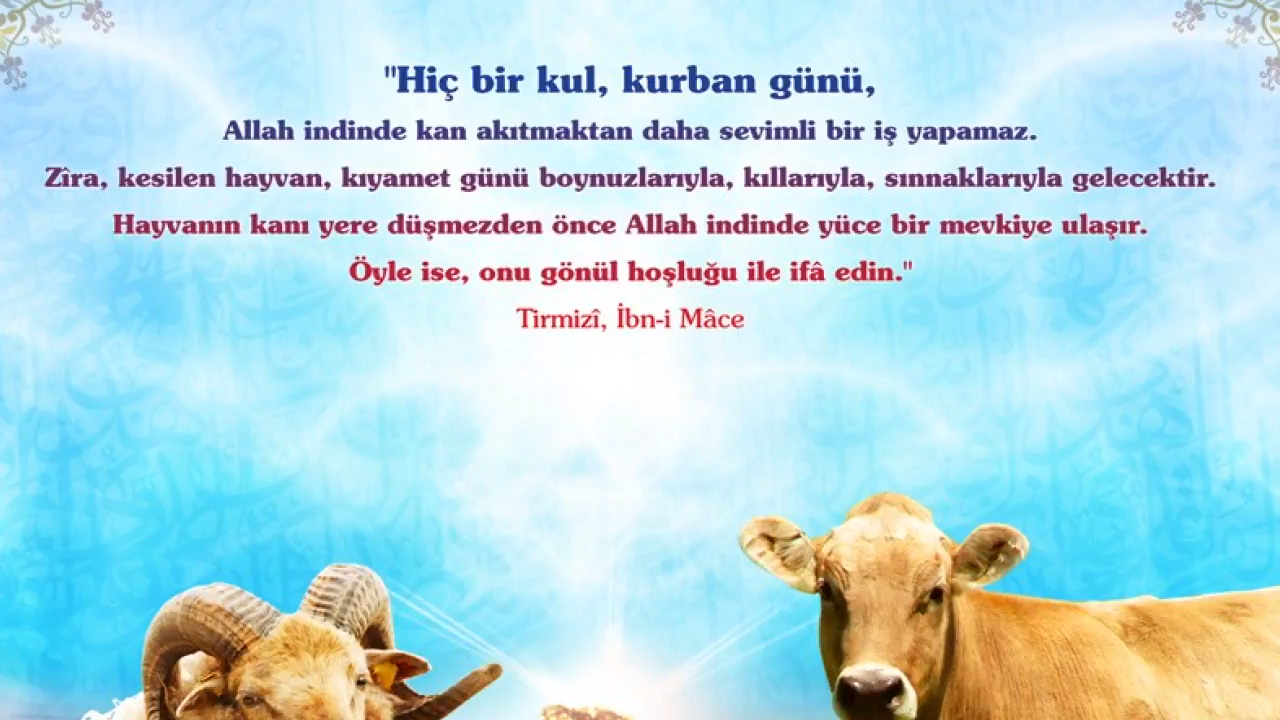 "Hiç bir kul, kurban günü,
Allah indinde kan akıtmaktan daha sevimli bir iş yapamaz.
Zîra, kesilen hayvan, kıyamet günü boynuzlarıyla, kıllarıyla, sınnaklarıyla gelecektir.
Hayvanın kanı yere düşmezden önce Allah indinde yüce bir mevkiye ulaşır.
Öyle ise, onu gönül hoşluğu ile ifâ edin."
Tirmizî, İbn-i Mâce